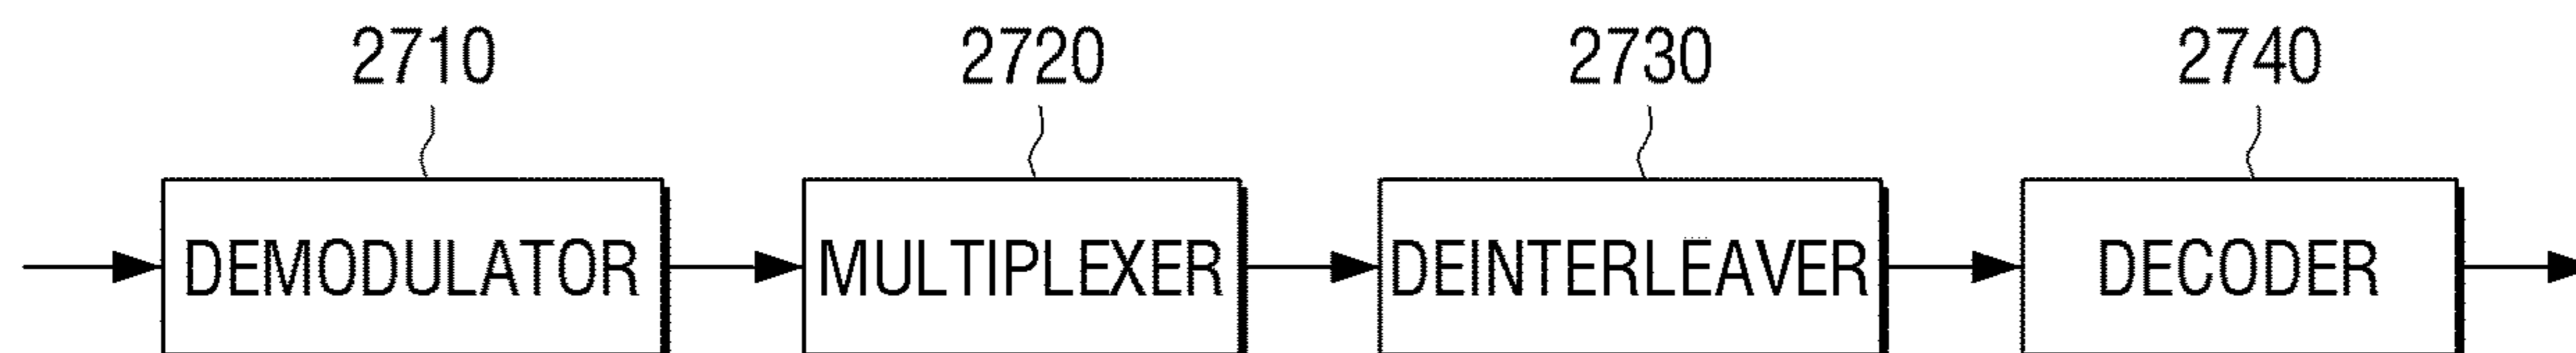 2710 2720 2730 2740
DEMODULATOR MULTIPLEXER DEINTERLEAVER DECODER